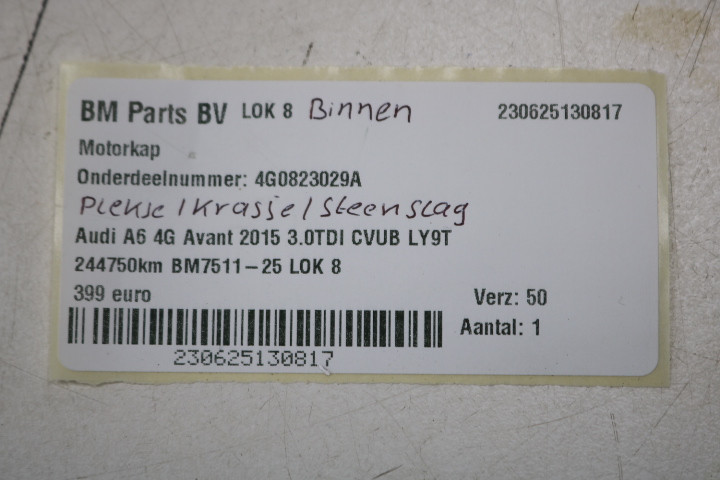 BM Parts BV LOK 8 Binnen 230625130817
Motorkap
Onderdeelnummer: 4G0823029A
Plekje/krasje/Steenslag
Audi A6 4G Avant 2015 3.0TDI CVUB LY9T
244750km BM7511-25 LOK 8
399 euro Verz: 50
Aantal: 1
230625130817